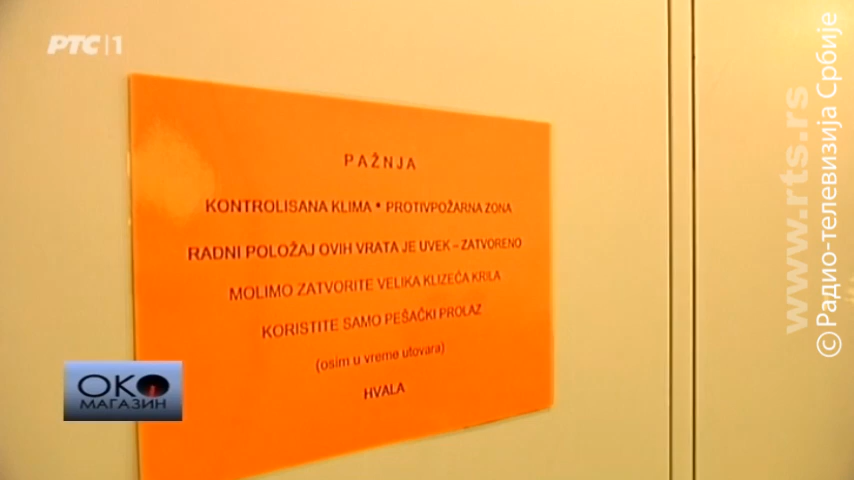 РТС|1
PAŽNJA
KONTROLISANA KLIMA • PROTIVPOŽARNA ZONA
RADNI POLOŽAJ OVIH VRATA JE UVEK – ZATVORENO
MOLIMO ZATVORITE VELIKA KLIZEĆA KRILA
KORISTITE SAMO PEŠAČKI PROLAZ
(osim u vreme utovara)
HVALA
ОКО
МАГАЗИН
www.rts.rs
© Радио-телевизија Србије